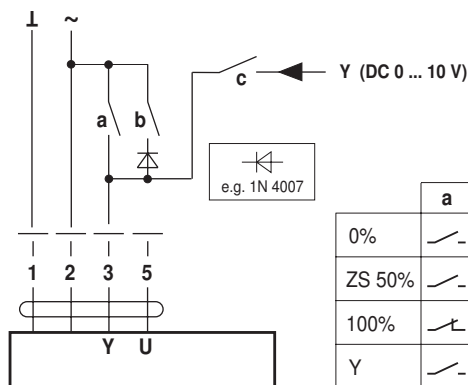 ⊥ ~
a b c Y (DC 0 ... 10 V)
e.g. 1N 4007
a
0%
ZS 50%
100%
Y
1 2 3 5
Y U